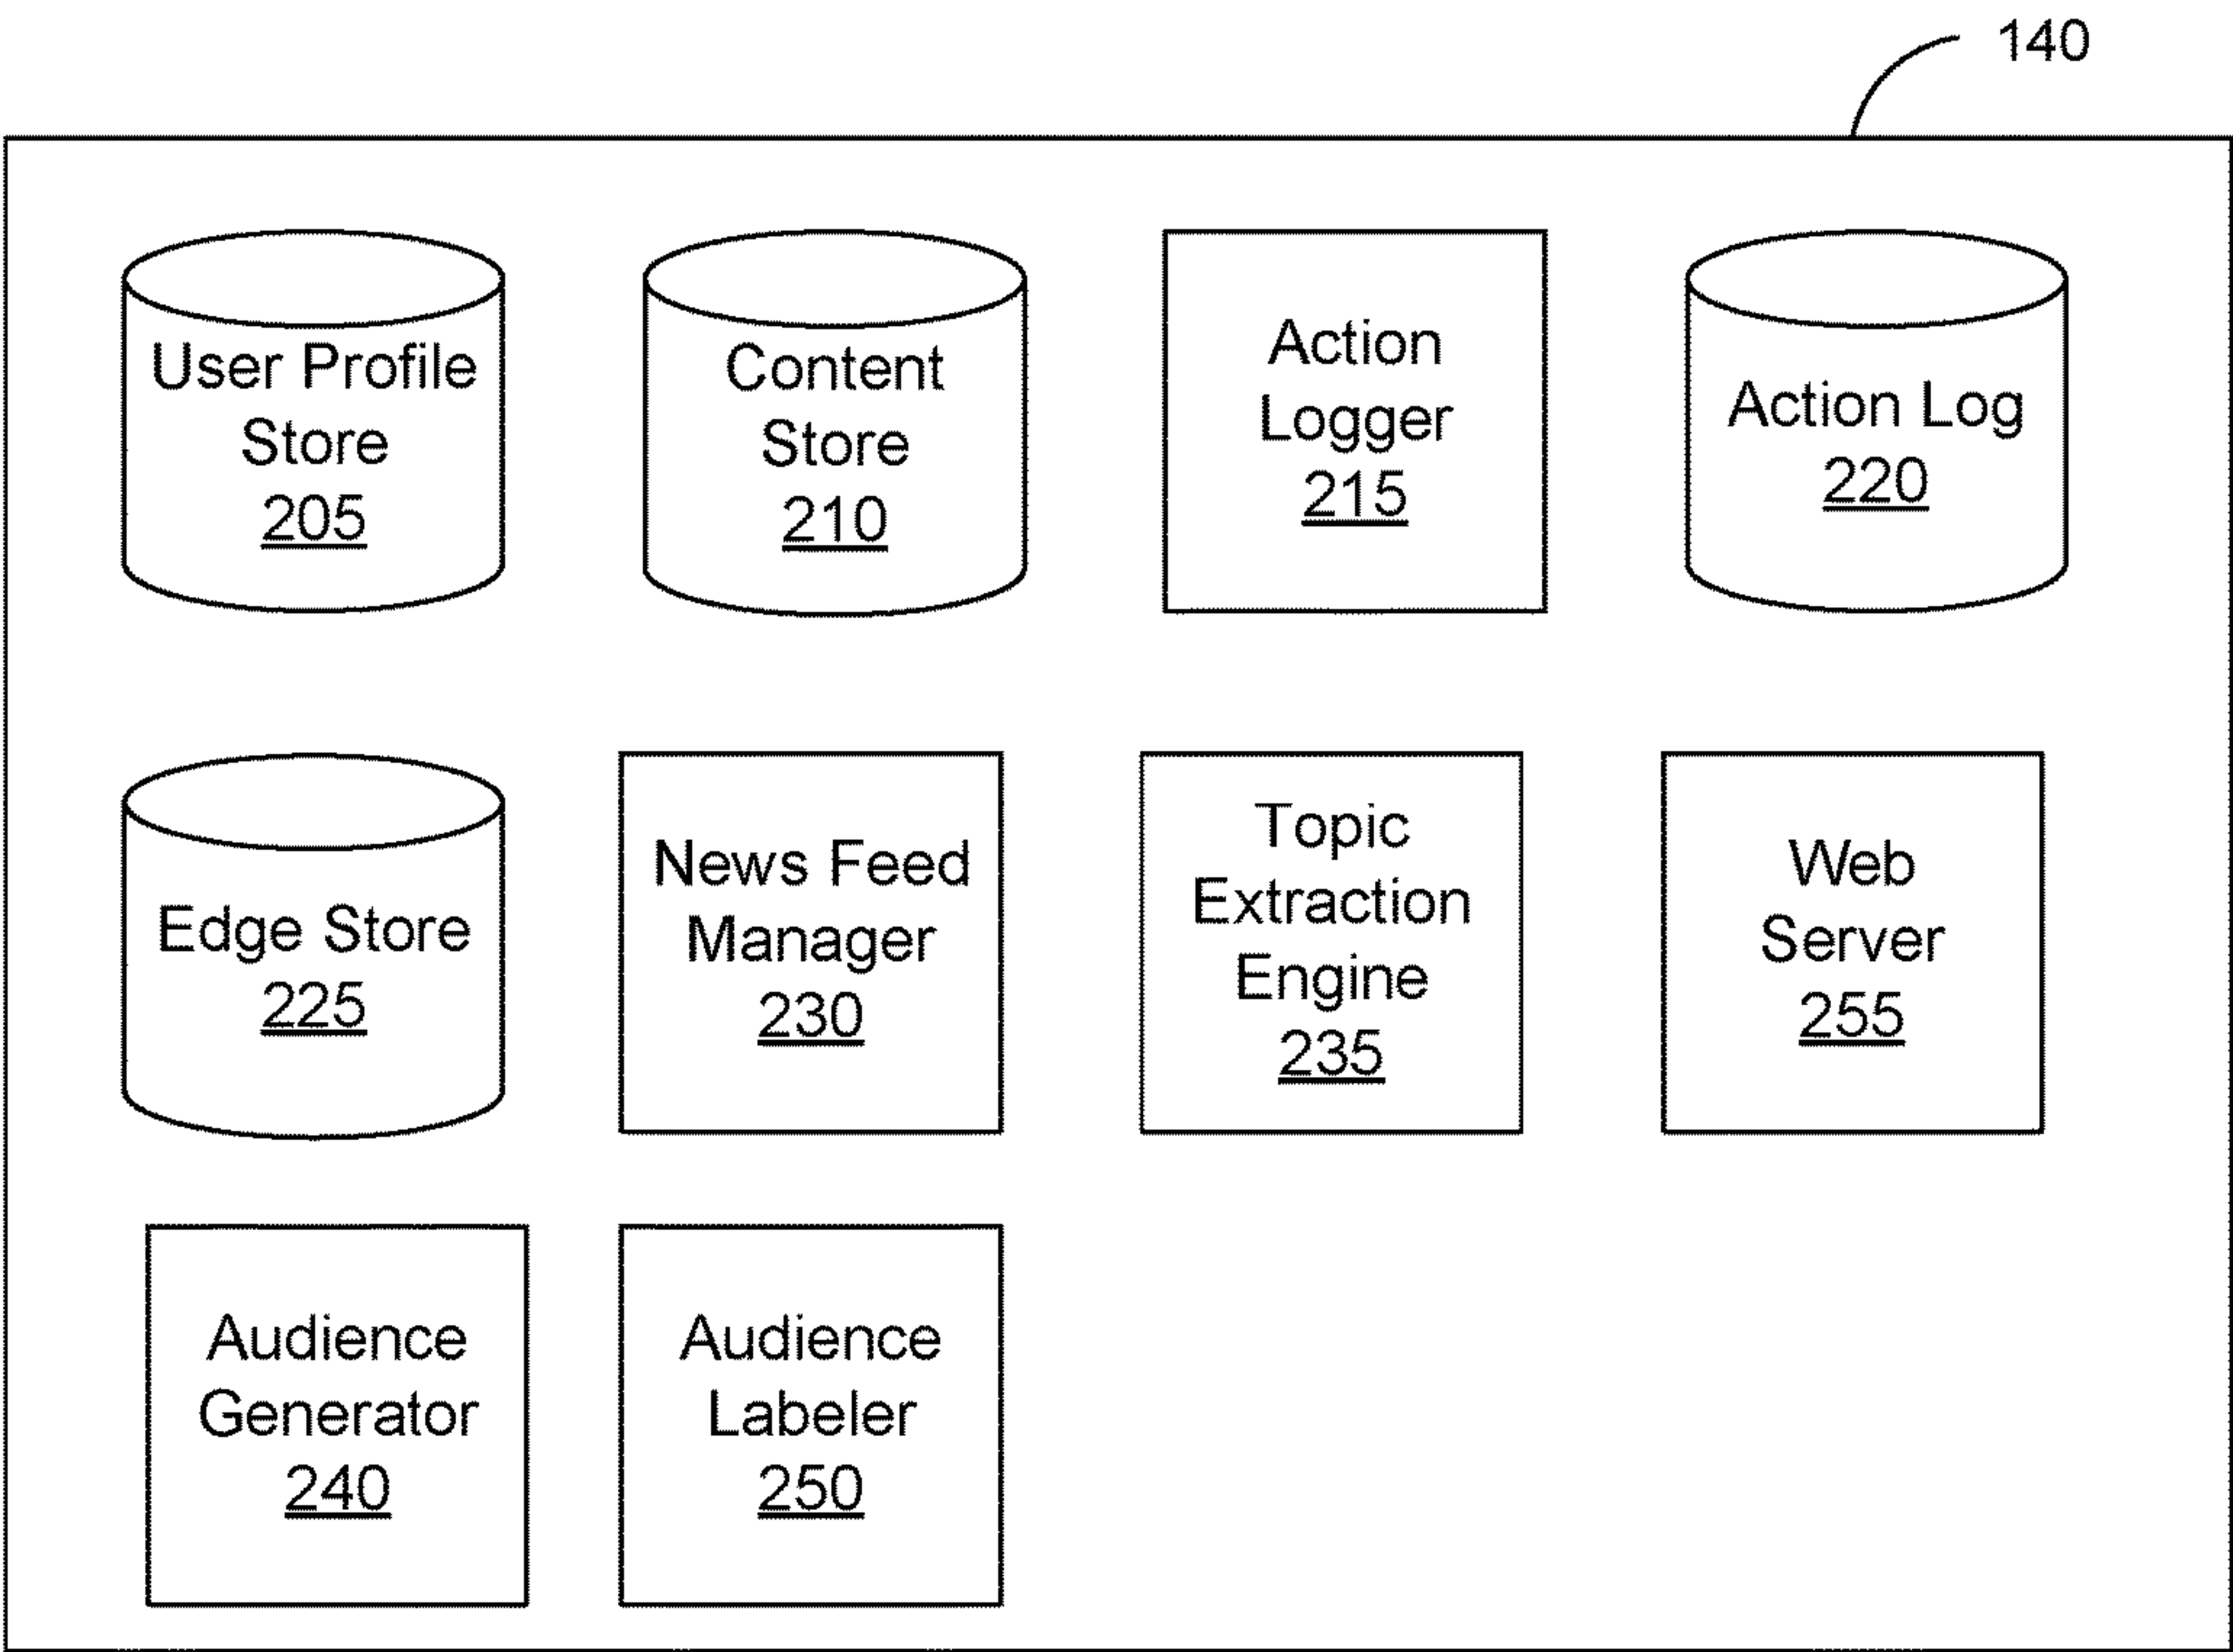 140
User Profile
Store
205
Content
Store
210
Action
Logger
215
Action Log
220
Edge Store
225
News Feed
Manager
230
Topic
Extraction
Engine
235
Web
Server
255
Audience
Generator
240
Audience
Labeler
250